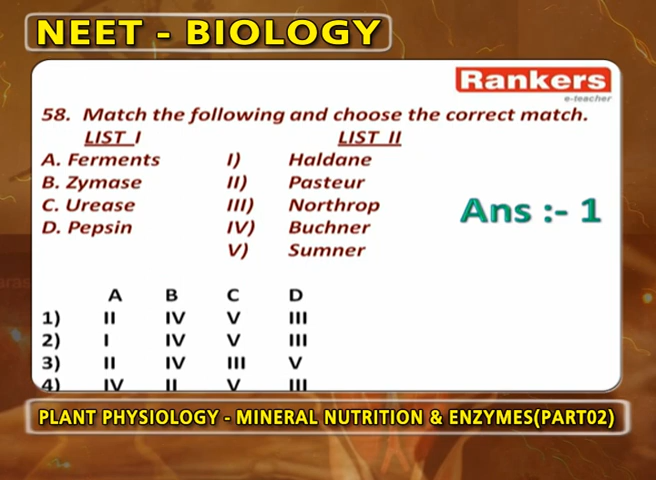 NEET - BIOLOGY
Rankers
e-teacher
58. Match the following and choose the correct match.
LIST I LIST II
A. Ferments I) Haldane
B. Zymase II) Pasteur
C. Urease III) Northrop
D. Pepsin IV) Buchner
V) Sumner
Ans :- 1
A B C D
1) II IV V III
2) I IV V III
3) II IV III V
4) IV II V III
PLANT PHYSIOLOGY - MINERAL NUTRITION & ENZYMES(PART02)